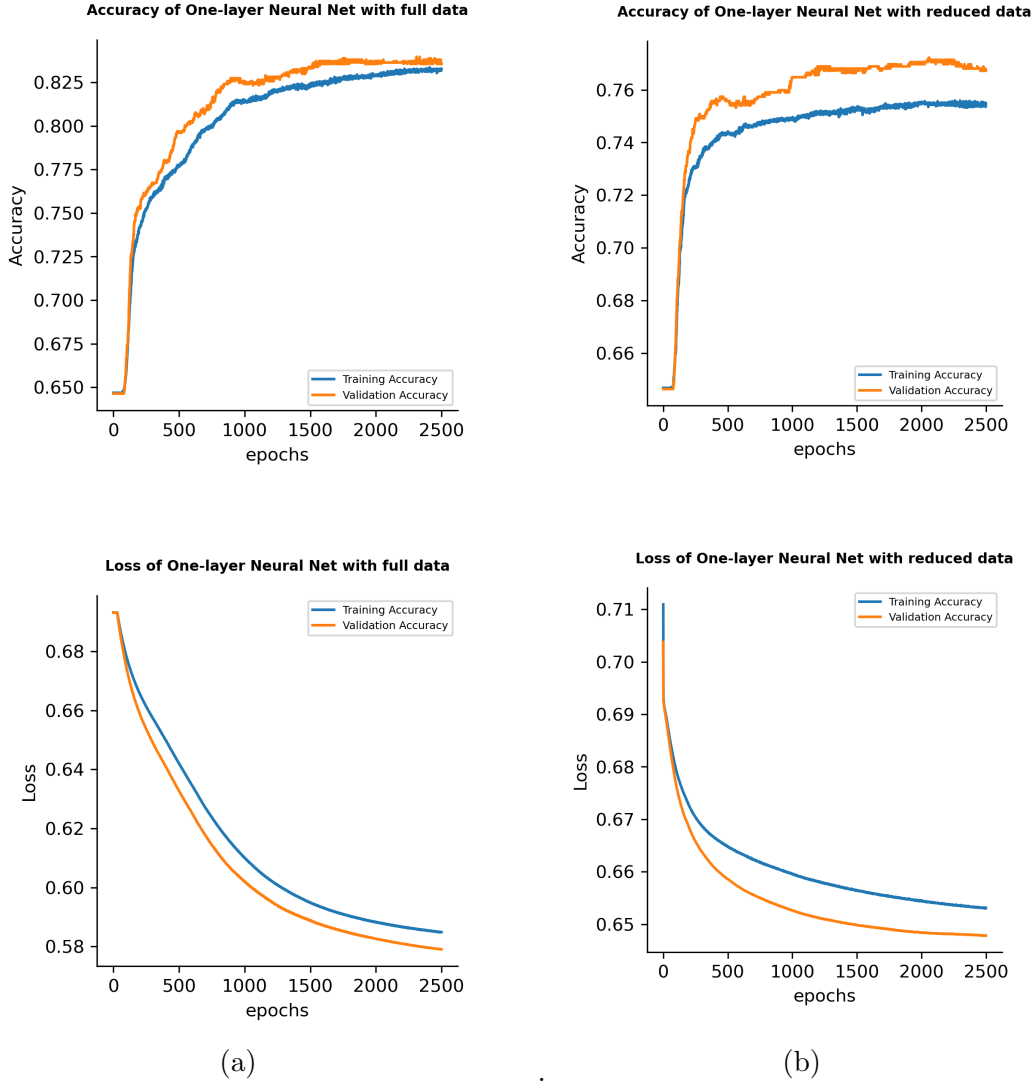 Accuracy of One-layer Neural Net with full data
0.825
0.800
0.775
0.750
0.725
0.700
0.675
0.650
Accuracy
Training Accuracy
Validation Accuracy
0 500 1000 1500 2000 2500
epochs
Accuracy of One-layer Neural Net with reduced data
0.76
0.74
0.72
0.70
0.68
0.66
Accuracy
Training Accuracy
Validation Accuracy
0 500 1000 1500 2000 2500
epochs
Loss of One-layer Neural Net with full data
Training Accuracy
Validation Accuracy
0.68
0.66
0.64
0.62
0.60
0.58
Loss
0 500 1000 1500 2000 2500
epochs
Loss of One-layer Neural Net with reduced data
Training Accuracy
Validation Accuracy
0.71
0.70
0.69
0.68
0.67
0.66
0.65
Loss
0 500 1000 1500 2000 2500
epochs
(a) . (b)